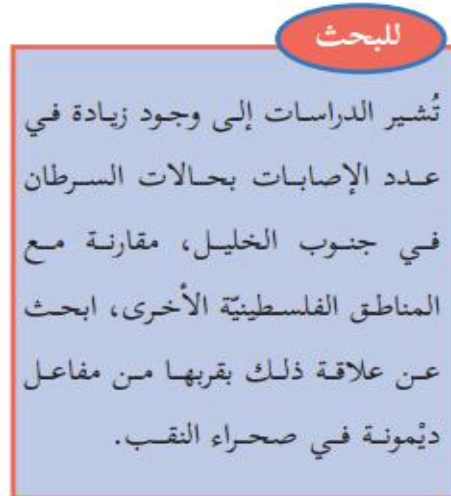 للبحث
تُشير الدراسات إلى وجود زيادة في
عدد الإصابات بحالات السرطان
في جنوب الخليل، مقارنة مع
المناطق الفلسطينيّة الأخرى، ابحث
عن علاقة ذلك بقربها من مفاعل
ديْمونة في صحراء النقب.